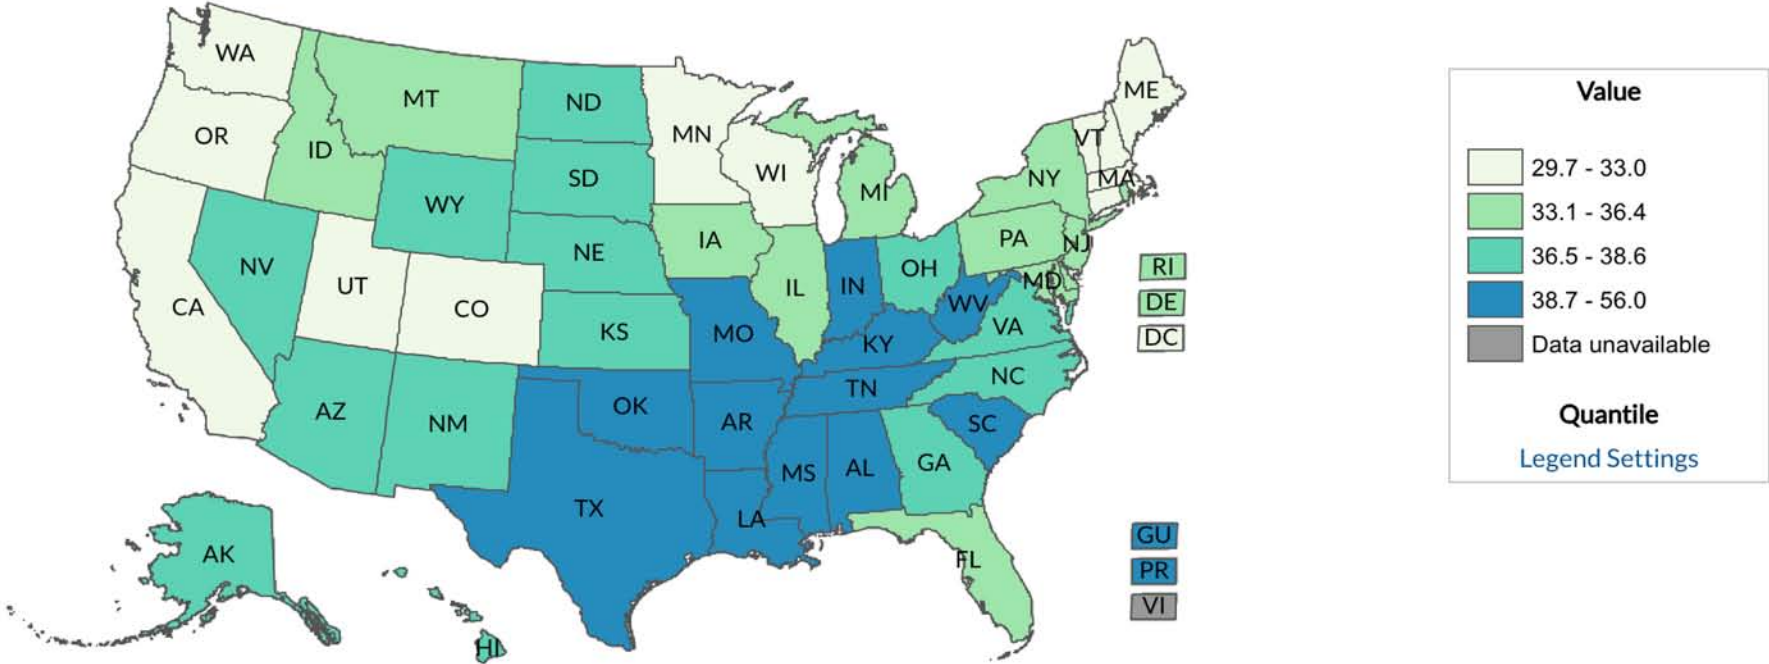 WA
MT
ND
MN
ME
VT
OR
ID
SD
WI
MI
NY
MA
WY
IA
NE
PA
NJ
NV
UT
CO
IL
IN
OH
MD
CA
KS
MO
WV
VA
KY
RI
DE
DC
AZ
NM
OK
AR
TN
NC
SC
MS
AL
GA
TX
LA
FL
AK
HI
GU
PR
VI
Value
29.7 - 33.0
33.1 - 36.4
36.5 - 38.6
38.7 - 56.0
Data unavailable
Quantile
Legend Settings